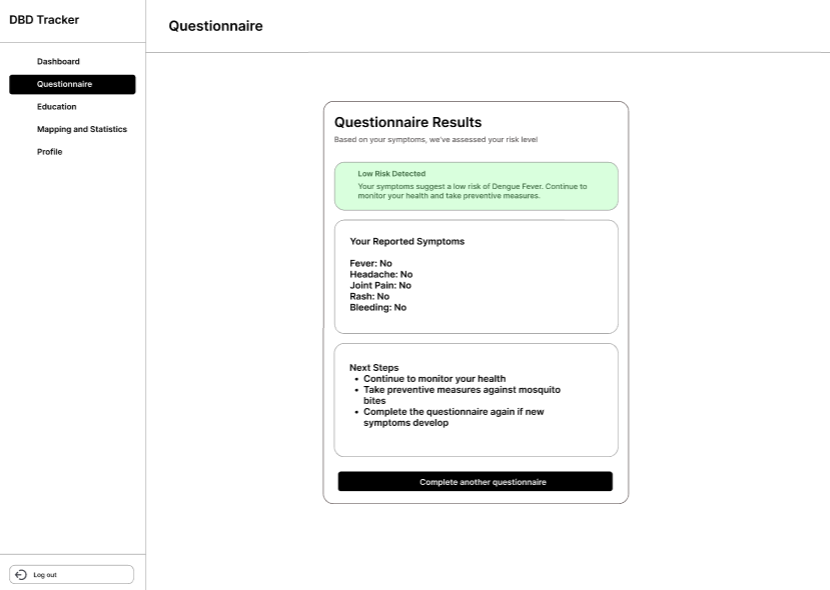 DBD Tracker
Questionnaire
Dashboard
Questionnaire
Education
Mapping and Statistics
Profile
Questionnaire Results
Based on your symptoms, we've assessed your risk level
Low Risk Detected
Your symptoms suggest a low risk of Dengue Fever. Continue to
monitor your health and take preventive measures.
Your Reported Symptoms
Fever: No
Headache: No
Joint Pain: No
Rash: No
Bleeding: No
Next Steps
• Continue to monitor your health
• Take preventive measures against mosquito
bites
• Complete the questionnaire again if new
symptoms develop
Complete another questionnaire
Log out